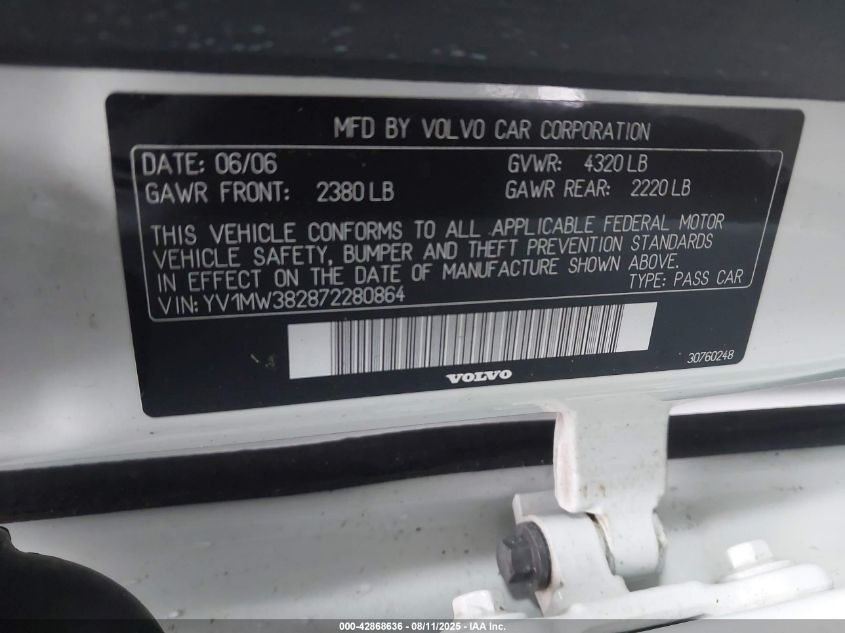 MFD BY VOLVO CAR CORPORATION
DATE: 06/06 GVWR: 4320 LB
GAWR FRONT: 2380 LB GAWR REAR: 2220 LB
THIS VEHICLE CONFORMS TO ALL APPLICABLE FEDERAL MOTOR
VEHICLE SAFETY, BUMPER AND THEFT PREVENTION STANDARDS
IN EFFECT ON THE DATE OF MANUFACTURE SHOWN ABOVE.
VIN: YV1MW382872280864 TYPE: PASS CAR
30760248
VOLVO
000-42868636 - 08/11/2025 - IAA Inc.